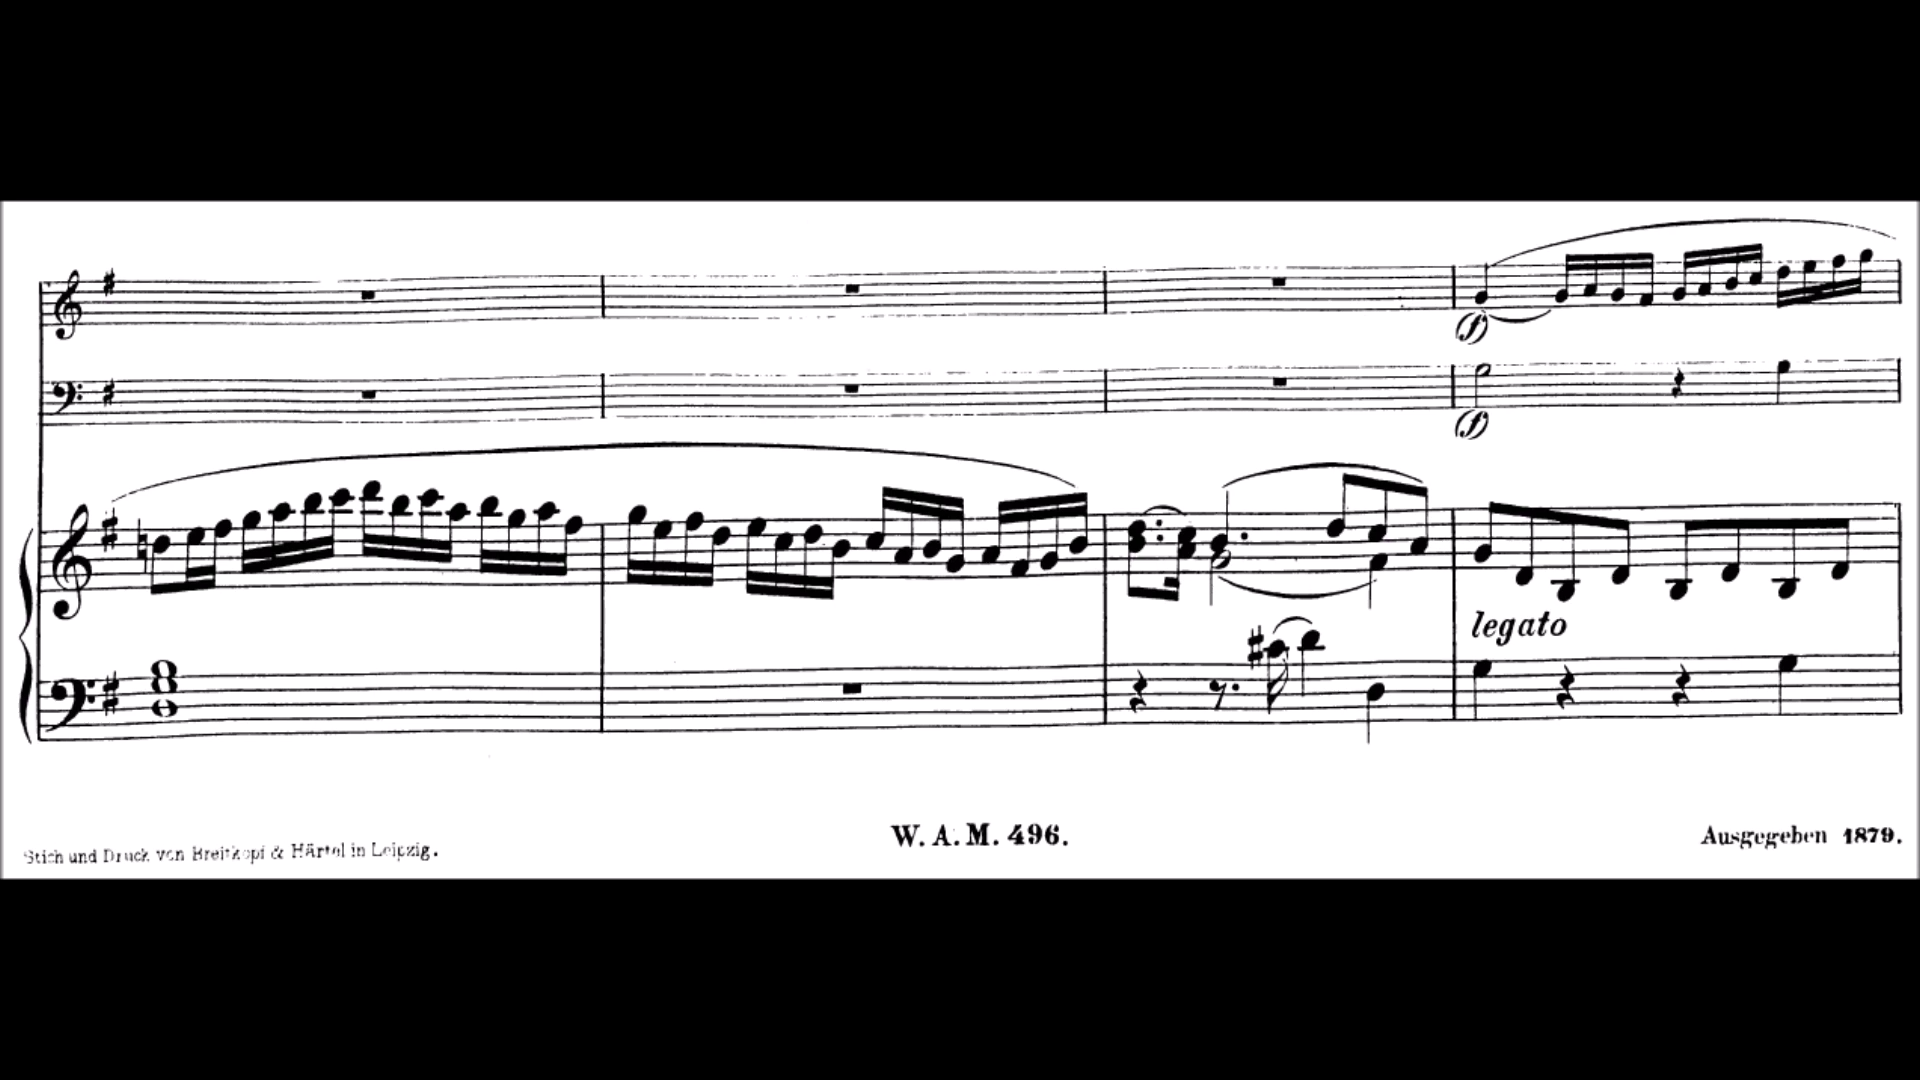 (f)
(f)
legato
W. A. M. 496.
Stich und Druck von Breitkopf & Härtel in Leipzig.
Ausgegeben 1879.